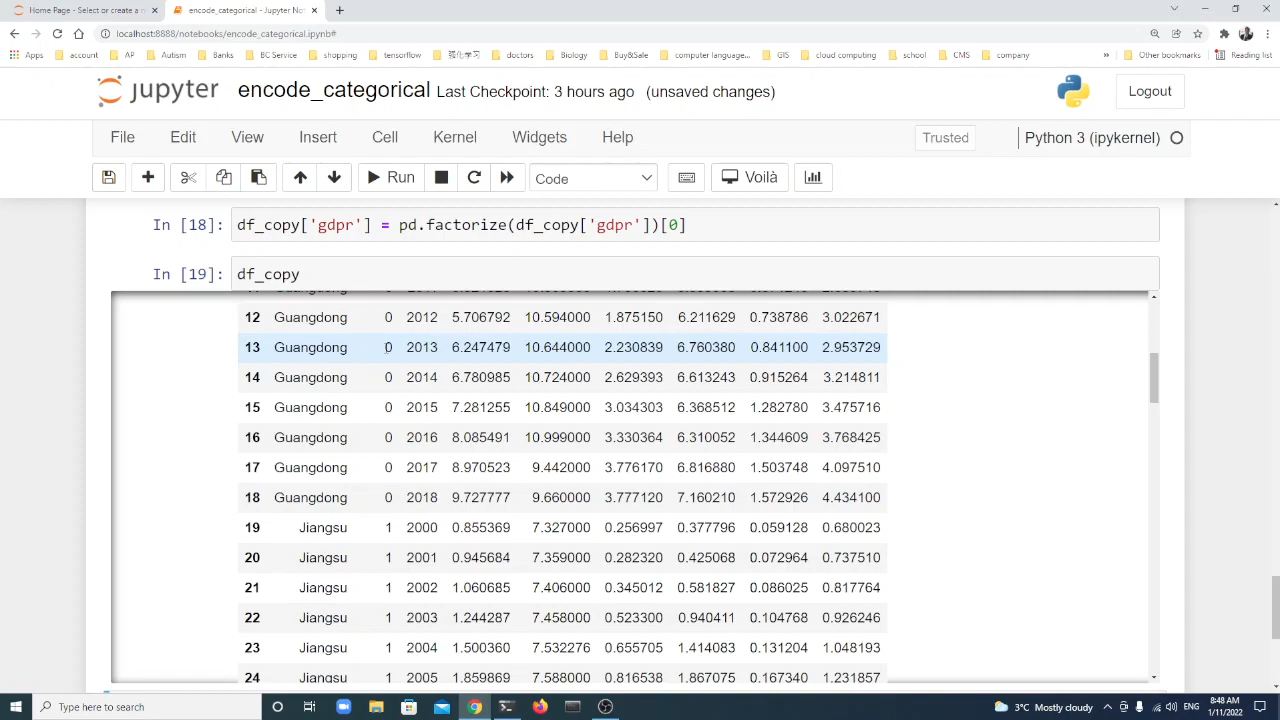 Home Page - Select or create a n
encode_categorical - Jupyter Not
localhost:8888/notebooks/encode_categorical.ipynb#
Apps account AP Autism Banks BC Service shopping tensorflow 强化学习 doctors Biology Buy&Sale computer language... GIS cloud computing school CMS company » Other bookmarks Reading list
jupyter encode_categorical Last Checkpoint: 3 hours ago (unsaved changes) Logout
File Edit View Insert Cell Kernel Widgets Help Trusted Python 3 (ipykernel)
Run Code Voilà
In [18]: df_copy['gdpr'] = pd.factorize(df_copy['gdpr'])[0]
In [19]: df_copy
12 Guangdong 0 2012 5.706792 10.594000 1.875150 6.211629 0.738786 3.022671
13 Guangdong 0 2013 6.247479 10.644000 2.230839 6.760380 0.841100 2.953729
14 Guangdong 0 2014 6.780985 10.724000 2.629393 6.613243 0.915264 3.214811
15 Guangdong 0 2015 7.281255 10.849000 3.034303 6.368512 1.282780 3.475716
16 Guangdong 0 2016 8.085491 10.999000 3.330364 6.310052 1.344609 3.768425
17 Guangdong 0 2017 8.970523 9.442000 3.776170 6.816880 1.503748 4.097510
18 Guangdong 0 2018 9.727777 9.660000 3.777120 7.160210 1.572926 4.434100
19 Jiangsu 1 2000 0.855369 7.327000 0.256997 0.377796 0.059128 0.680023
20 Jiangsu 1 2001 0.945684 7.359000 0.282320 0.425068 0.072964 0.737510
21 Jiangsu 1 2002 1.060685 7.406000 0.345012 0.581827 0.086025 0.817764
22 Jiangsu 1 2003 1.244287 7.458000 0.523300 0.940411 0.104768 0.926246
23 Jiangsu 1 2004 1.500360 7.532276 0.655705 1.414083 0.131204 1.048193
24 Jiangsu 1 2005 1.859869 7.588000 0.816538 1.867075 0.167340 1.231857
Type here to search
3°C Mostly cloudy
8:48 AM
1/11/2022